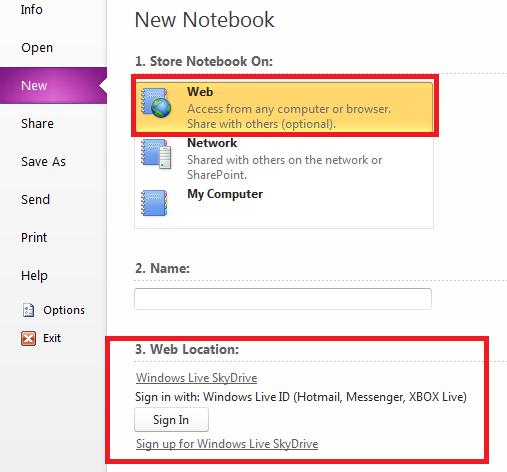 Info
Open
New
Share
Save As
Send
Print
Help
Options
Exit
New Notebook
1. Store Notebook On:
Web
Access from any computer or browser.
Share with others (optional).
Network
Shared with others on the network or
SharePoint.
My Computer
2. Name:
3. Web Location:
Windows Live SkyDrive
Sign in with: Windows Live ID (Hotmail, Messenger, XBOX Live)
Sign In
Sign up for Windows Live SkyDrive